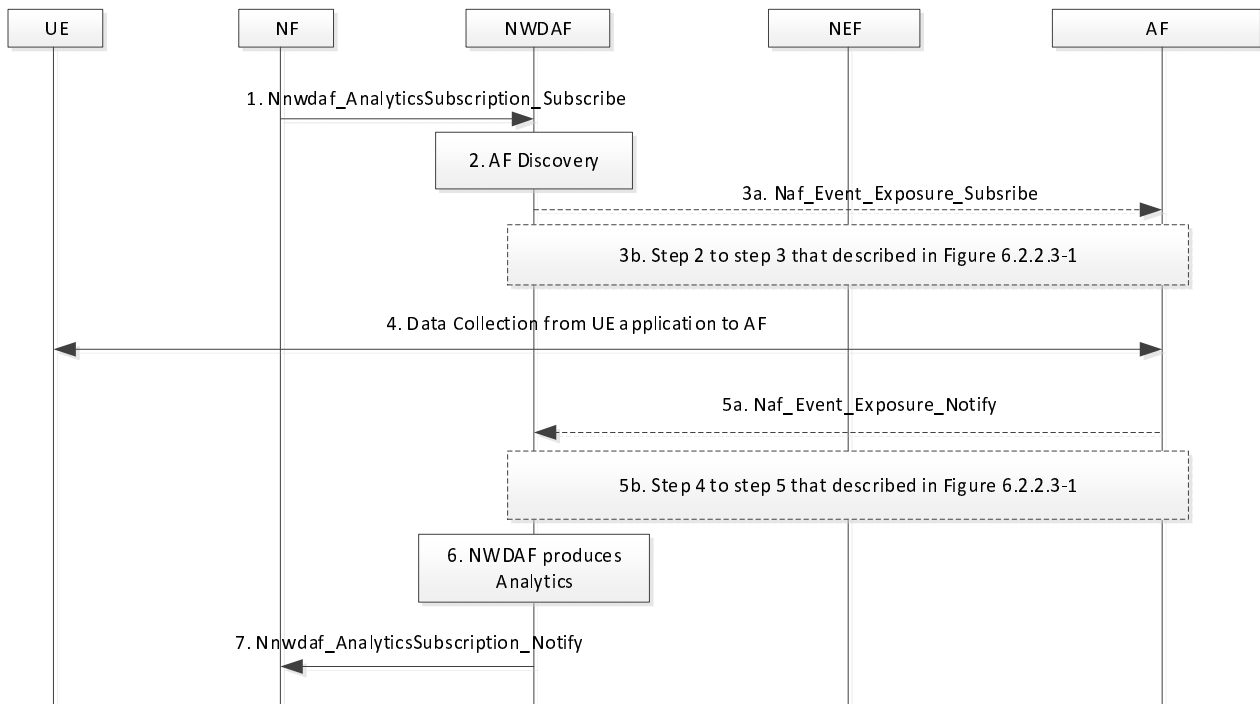 UE
NF
NWDAF
NEF
AF
1. Nnwdaf_AnalyticsSubscription_Subscribe
2. AF Discovery
3a. Naf_Event_Exposure_Subsribe
3b. Step 2 to step 3 that described in Figure 6.2.2.3-1
4. Data Collection from UE application to AF
5a. Naf_Event_Exposure_Notify
5b. Step 4 to step 5 that described in Figure 6.2.2.3-1
6. NWDAF produces
Analytics
7. Nnwdaf_AnalyticsSubscription_Notify